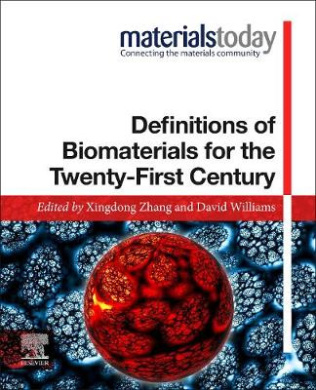 materialstoday
Connecting the materials community
Definitions of
Biomaterials for the
Twenty-First Century
Edited by Xingdong Zhang and David Williams
ELSEVIER